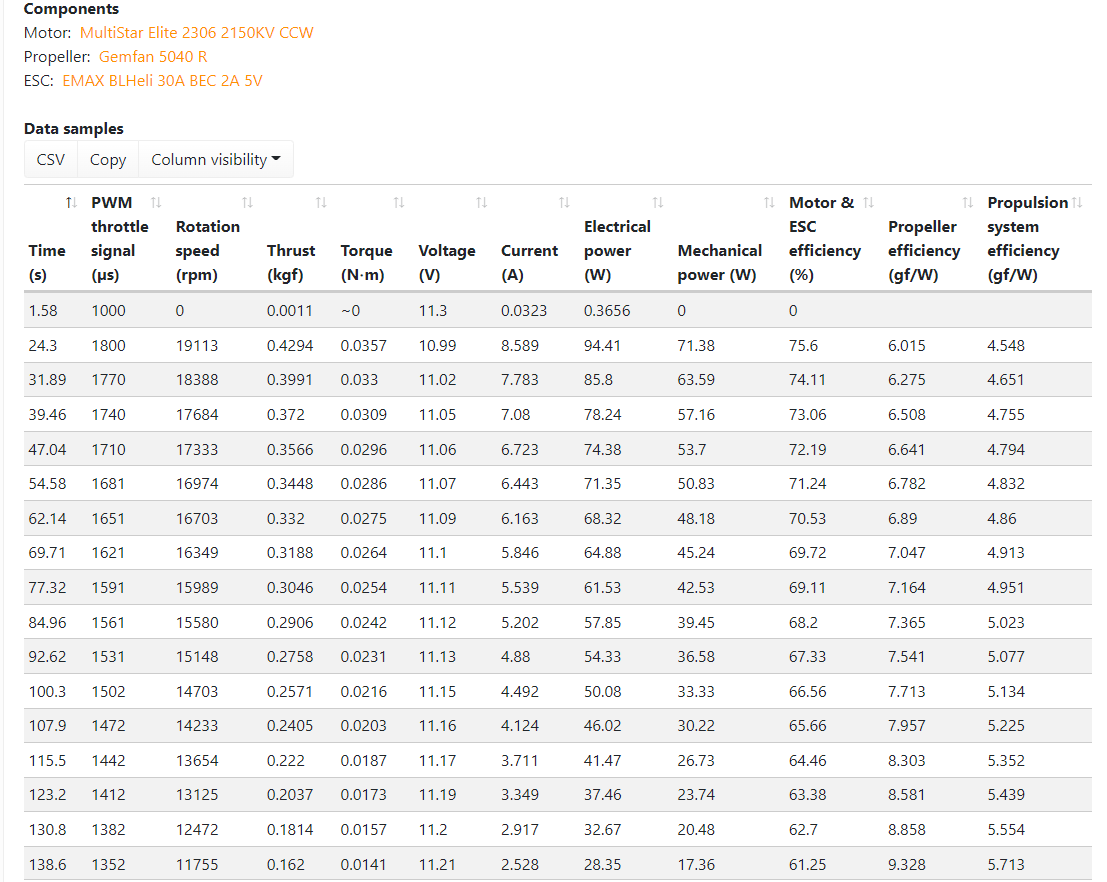 Components
Motor: MultiStar Elite 2306 2150KV CCW
Propeller: Gemfan 5040 R
ESC: EMAX BLHeli 30A BEC 2A 5V
Data samples
CSV Copy Column visibility
Time (s) PWM throttle signal (µs) Rotation speed (rpm) Thrust (kgf) Torque (N·m) Voltage (V) Current (A) Electrical power (W) Mechanical power (W) Motor & ESC efficiency (%) Propeller efficiency (gf/W) Propulsion system efficiency (gf/W)
1.58 1000 0 0.0011 ~0 11.3 0.0323 0.3656 0 0
24.3 1800 19113 0.4294 0.0357 10.99 8.589 94.41 71.38 75.6 6.015 4.548
31.89 1770 18388 0.3991 0.033 11.02 7.783 85.8 63.59 74.11 6.275 4.651
39.46 1740 17684 0.372 0.0309 11.05 7.08 78.24 57.16 73.06 6.508 4.755
47.04 1710 17333 0.3566 0.0296 11.06 6.723 74.38 53.7 72.19 6.641 4.794
54.58 1681 16974 0.3448 0.0286 11.07 6.443 71.35 50.83 71.24 6.782 4.832
62.14 1651 16703 0.332 0.0275 11.09 6.163 68.32 48.18 70.53 6.89 4.86
69.71 1621 16349 0.3188 0.0264 11.1 5.846 64.88 45.24 69.72 7.047 4.913
77.32 1591 15989 0.3046 0.0254 11.11 5.539 61.53 42.53 69.11 7.164 4.951
84.96 1561 15580 0.2906 0.0242 11.12 5.202 57.85 39.45 68.2 7.365 5.023
92.62 1531 15148 0.2758 0.0231 11.13 4.88 54.33 36.58 67.33 7.541 5.077
100.3 1502 14703 0.2571 0.0216 11.15 4.492 50.08 33.33 66.56 7.713 5.134
107.9 1472 14233 0.2405 0.0203 11.16 4.124 46.02 30.22 65.66 7.957 5.225
115.5 1442 13654 0.222 0.0187 11.17 3.711 41.47 26.73 64.46 8.303 5.352
123.2 1412 13125 0.2037 0.0173 11.19 3.349 37.46 23.74 63.38 8.581 5.439
130.8 1382 12472 0.1814 0.0157 11.2 2.917 32.67 20.48 62.7 8.858 5.554
138.6 1352 11755 0.162 0.0141 11.21 2.528 28.35 17.36 61.25 9.328 5.713